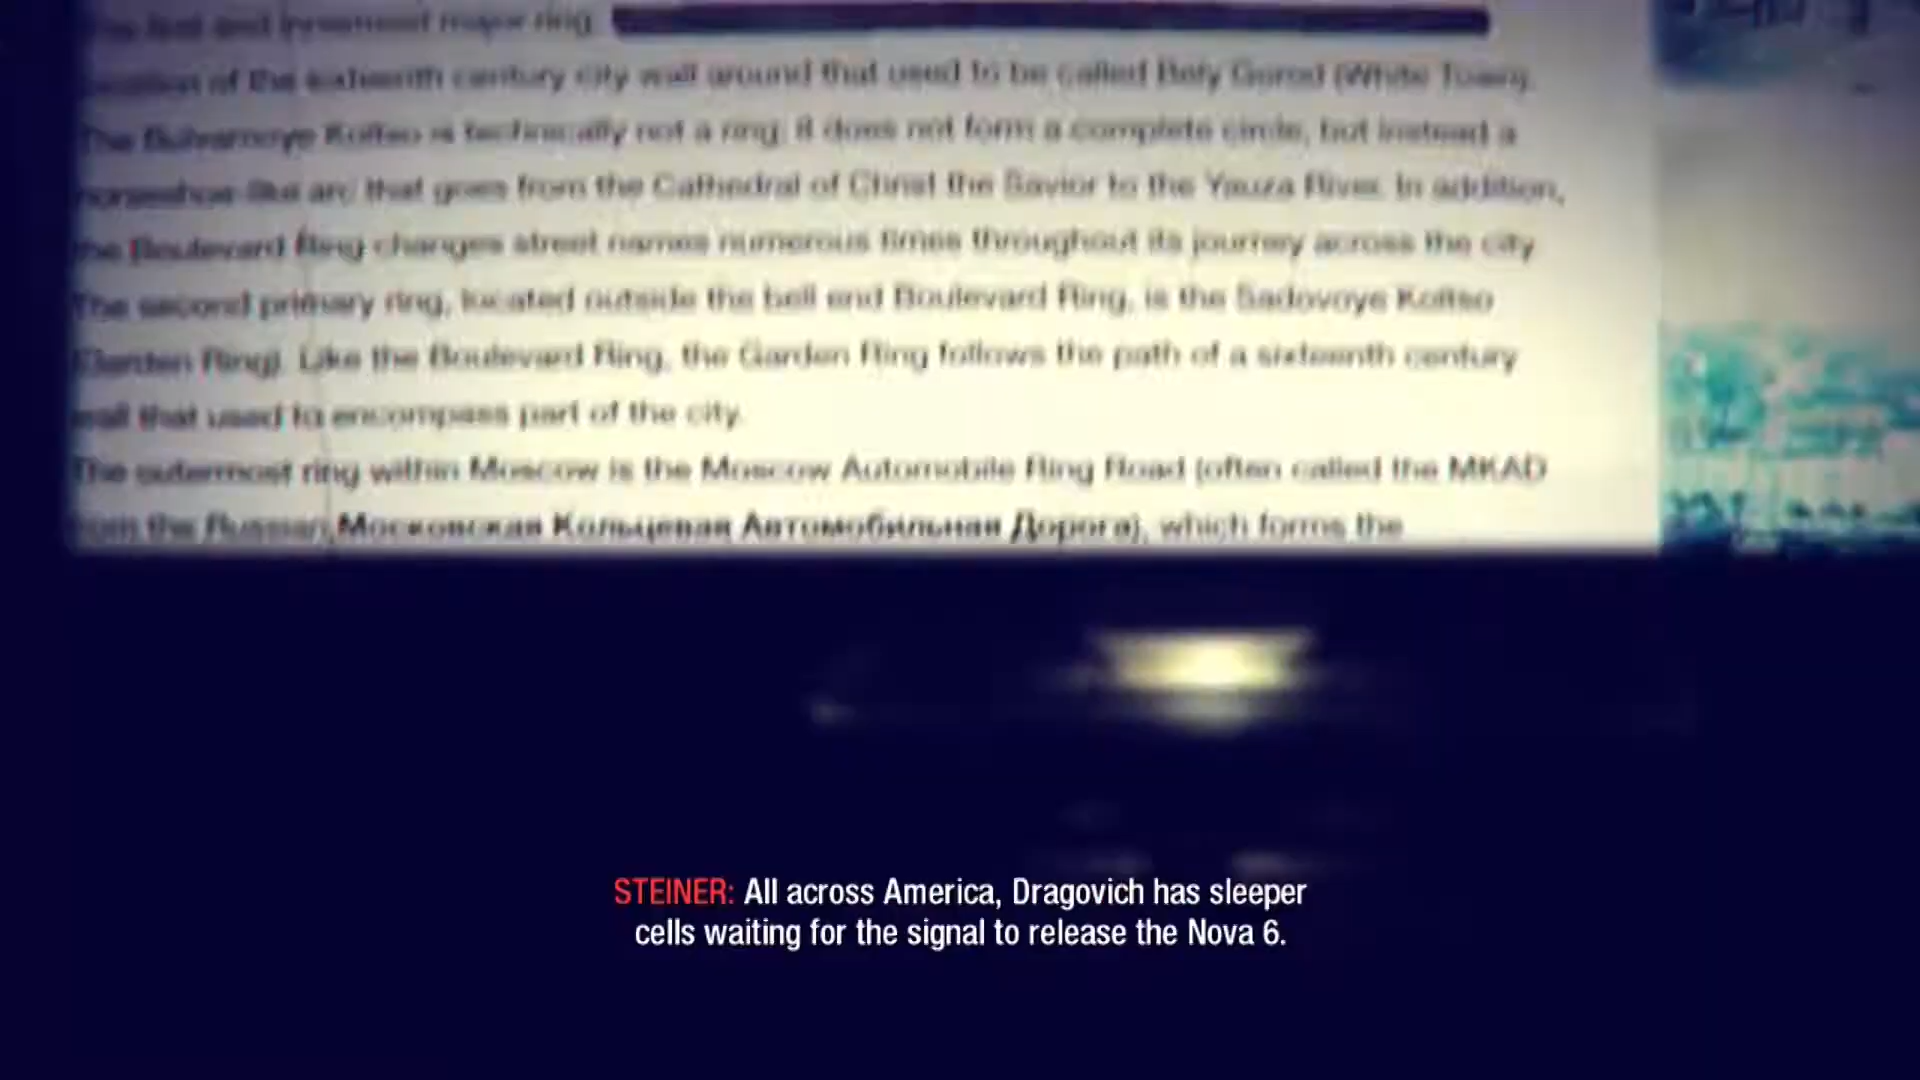 The first and innermost major ring
location of the sixteenth century city wall around that used to be called Bely Gorod (White Town).
The Bulvarnoye Koltso is technically not a ring; it does not form a complete circle, but instead a
horseshoe-like arc that goes from the Cathedral of Christ the Savior to the Yauza River. In addition,
the Boulevard Ring changes street names numerous times throughout its journey across the city.
The second primary ring, located outside the bell end Boulevard Ring, is the Sadovoye Koltso
(Garden Ring). Like the Boulevard Ring, the Garden Ring follows the path of a sixteenth century
wall that used to encompass part of the city.
The outermost ring within Moscow is the Moscow Automobile Ring Road (often called the MKAD
from the Russian Московская Кольцевая Автомобильная Дорога), which forms the
STEINER: All across America, Dragovich has sleeper
cells waiting for the signal to release the Nova 6.